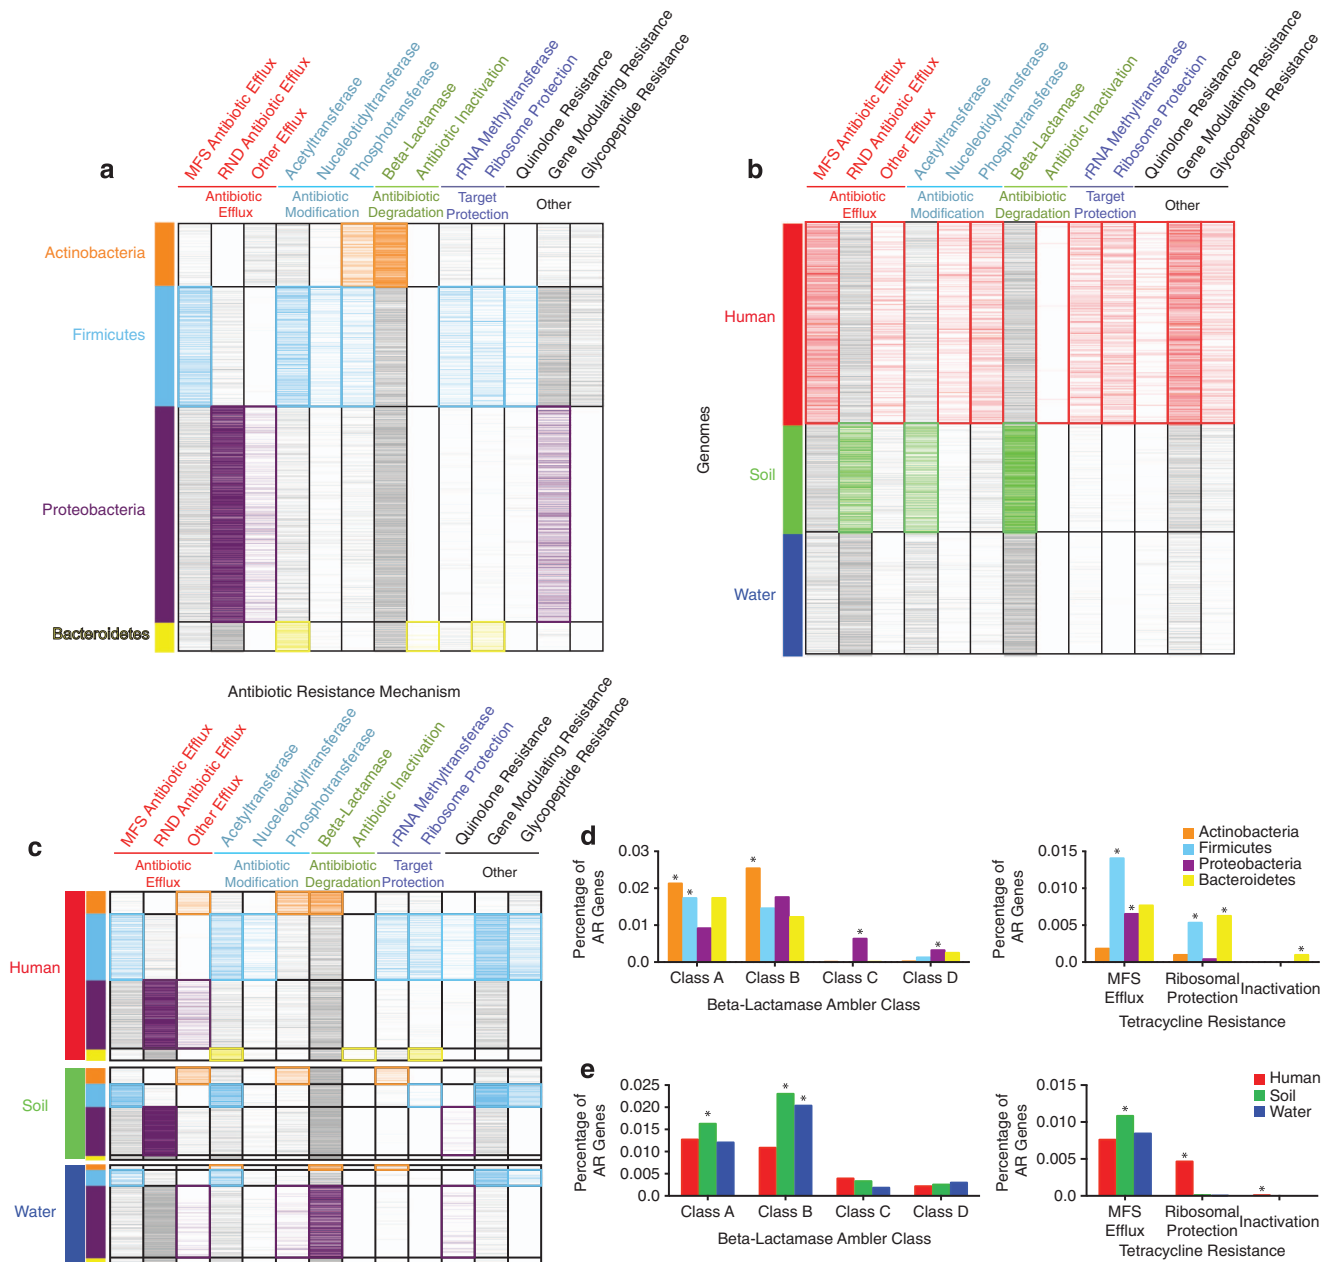 a
MFS Antibiotic Efflux
RND Antibiotic Efflux
Other Efflux
Acetyltransferase
Nuceleotidyltransferase
Phosphotransferase
Beta-Lactamase
Antibiotic Inactivation
rRNA Methyltransferase
Ribosome Protection
Quinolone Resistance
Gene Modulating Resistance
Glycopeptide Resistance
Antibiotic
Efflux
Antibiotic
Modification
Antibibiotic
Degradation
Target
Protection
Other
Actinobacteria
Firmicutes
Proteobacteria
Bacteroidetes
Antibiotic Resistance Mechanism
b
MFS Antibiotic Efflux
RND Antibiotic Efflux
Other Efflux
Acetyltransferase
Nuceleotidyltransferase
Phosphotransferase
Beta-Lactamase
Antibiotic Inactivation
rRNA Methyltransferase
Ribosome Protection
Quinolone Resistance
Gene Modulating Resistance
Glycopeptide Resistance
Antibiotic
Efflux
Antibiotic
Modification
Antibibiotic
Degradation
Target
Protection
Other
Genomes
Human
Soil
Water
c
MFS Antibiotic Efflux
RND Antibiotic Efflux
Other Efflux
Acetyltransferase
Nuceleotidyltransferase
Phosphotransferase
Beta-Lactamase
Antibiotic Inactivation
rRNA Methyltransferase
Ribosome Protection
Quinolone Resistance
Gene Modulating Resistance
Glycopeptide Resistance
Antibiotic
Efflux
Antibiotic
Modification
Antibibiotic
Degradation
Target
Protection
Other
Human
Soil
Water
d
Percentage of
AR Genes
0.03
0.02
0.01
0.0
* * * * *
Class A
Class B
Class C
Class D
Beta-Lactamase Ambler Class
Percentage of
AR Genes
0.015
0.010
0.005
0.0
* * * * *
MFS
Efflux
Ribosomal
Protection
Inactivation
Tetracycline Resistance
Actinobacteria
Firmicutes
Proteobacteria
Bacteroidetes
e
Percentage of
AR Genes
0.025
0.020
0.015
0.010
0.005
0.0
* * *
Class A
Class B
Class C
Class D
Beta-Lactamase Ambler Class
Percentage of
AR Genes
0.015
0.010
0.005
0.0
* * *
MFS
Efflux
Ribosomal
Protection
Inactivation
Tetracycline Resistance
Human
Soil
Water